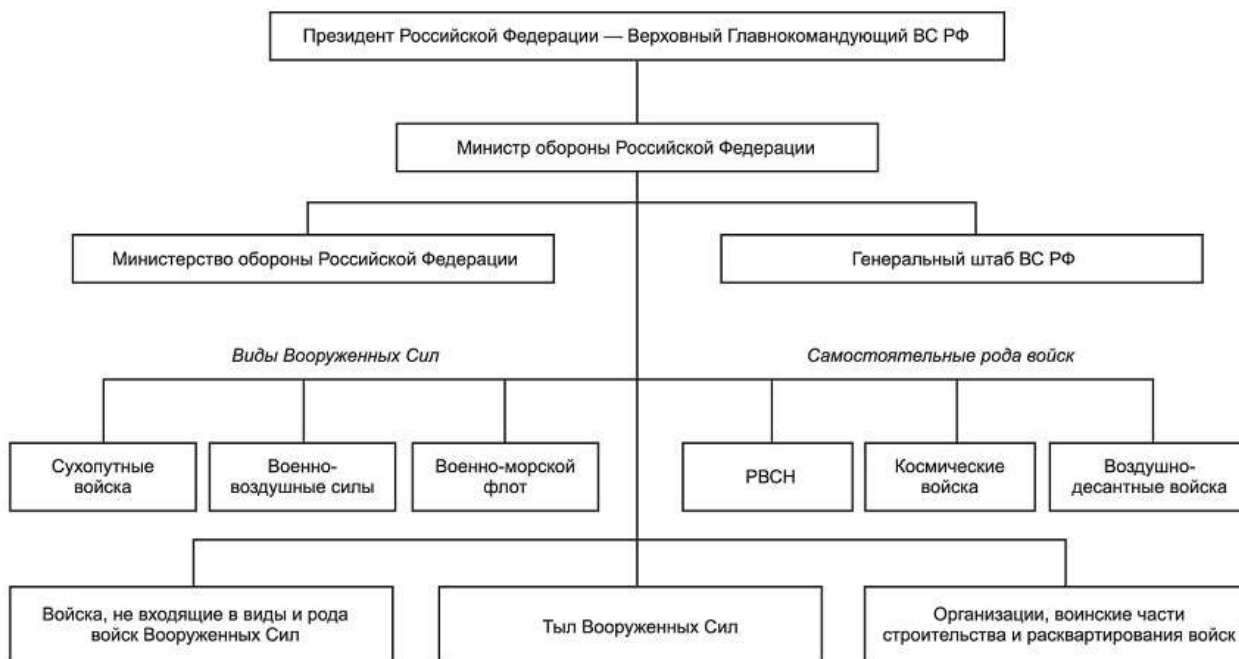 Президент Российской Федерации — Верховный Главнокомандующий ВС РФ
Министр обороны Российской Федерации
Министерство обороны Российской Федерации
Генеральный штаб ВС РФ
Виды Вооруженных Сил
Самостоятельные рода войск
Сухопутные
войска
Военно-
воздушные силы
Военно-морской
флот
РВСН
Космические
войска
Воздушно-
десантные войска
Войска, не входящие в виды и рода
войск Вооруженных Сил
Тыл Вооруженных Сил
Организации, воинские части
строительства и расквартирования войск